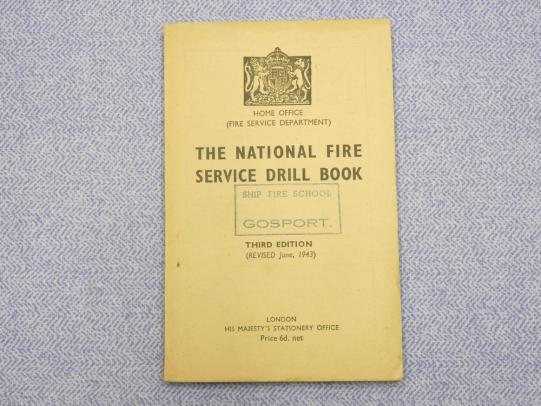 HOME OFFICE
(FIRE SERVICE DEPARTMENT)
THE NATIONAL FIRE
SERVICE DRILL BOOK
SHIP FIRE SCHOOL
GOSPORT.
THIRD EDITION
(REVISED June, 1943)
LONDON
HIS MAJESTY'S STATIONERY OFFICE
Price 6d. net